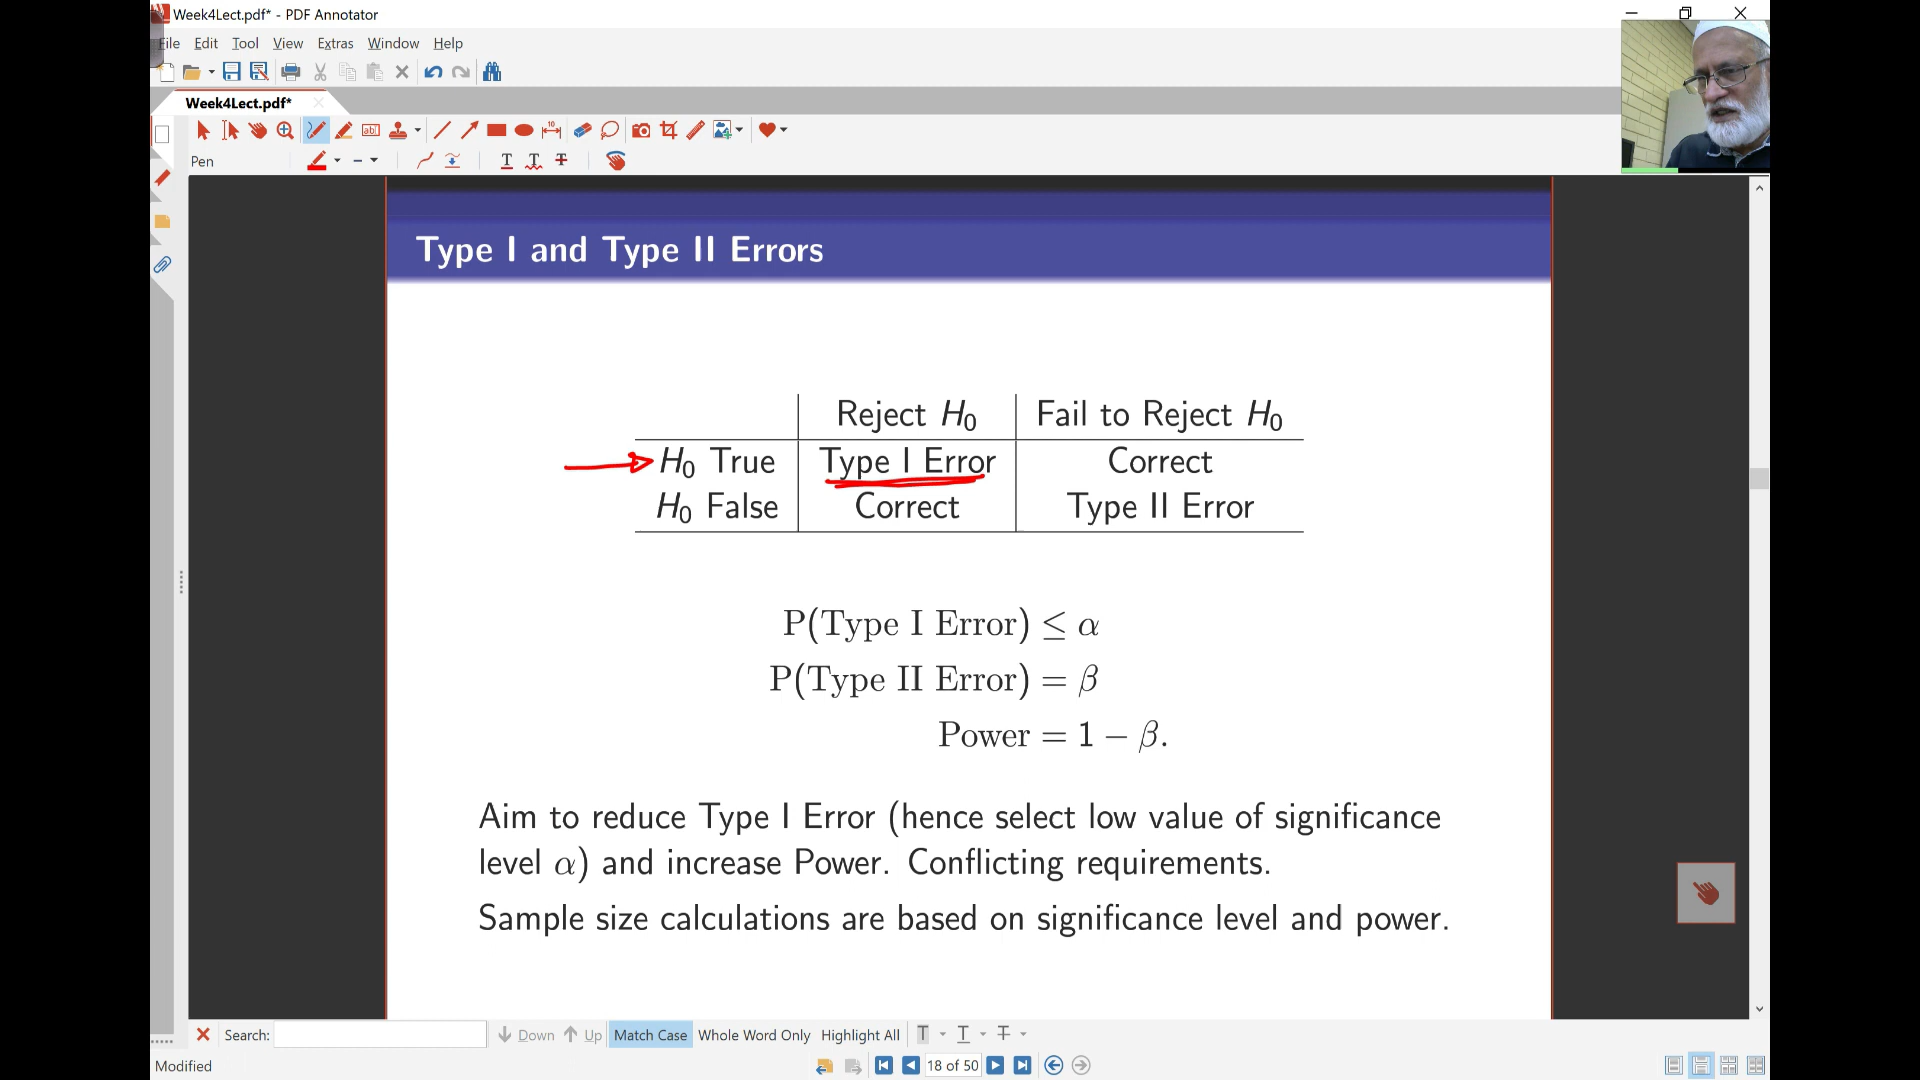 Week4Lect.pdf* - PDF Annotator
File Edit Tool View Extras Window Help
Week4Lect.pdf*
Pen
Type I and Type II Errors
Reject H₀ Fail to Reject H₀
H₀ True Type I Error Correct
H₀ False Correct Type II Error
P(Type I Error) ≤ α
P(Type II Error) = β
Power = 1 − β.
Aim to reduce Type I Error (hence select low value of significance
level α) and increase Power. Conflicting requirements.
Sample size calculations are based on significance level and power.
Search: Down Up Match Case Whole Word Only Highlight All
Modified 18 of 50